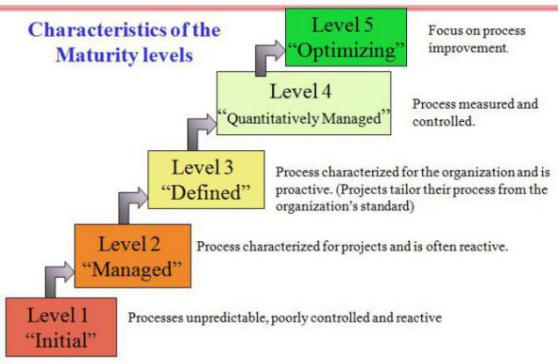 Characteristics of the
Maturity levels
Level 5
“Optimizing”
Focus on process
improvement.
Level 4
“Quantitatively Managed”
Process measured and
controlled.
Level 3
“Defined”
Process characterized for the organization and is
proactive. (Projects tailor their process from the
organization’s standard)
Level 2
“Managed”
Process characterized for projects and is often reactive.
Level 1
“Initial”
Processes unpredictable, poorly controlled and reactive